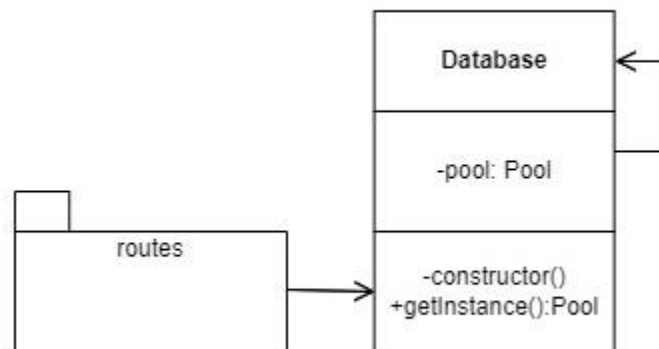 Database
-pool: Pool
routes
-constructor()
+getInstance():Pool